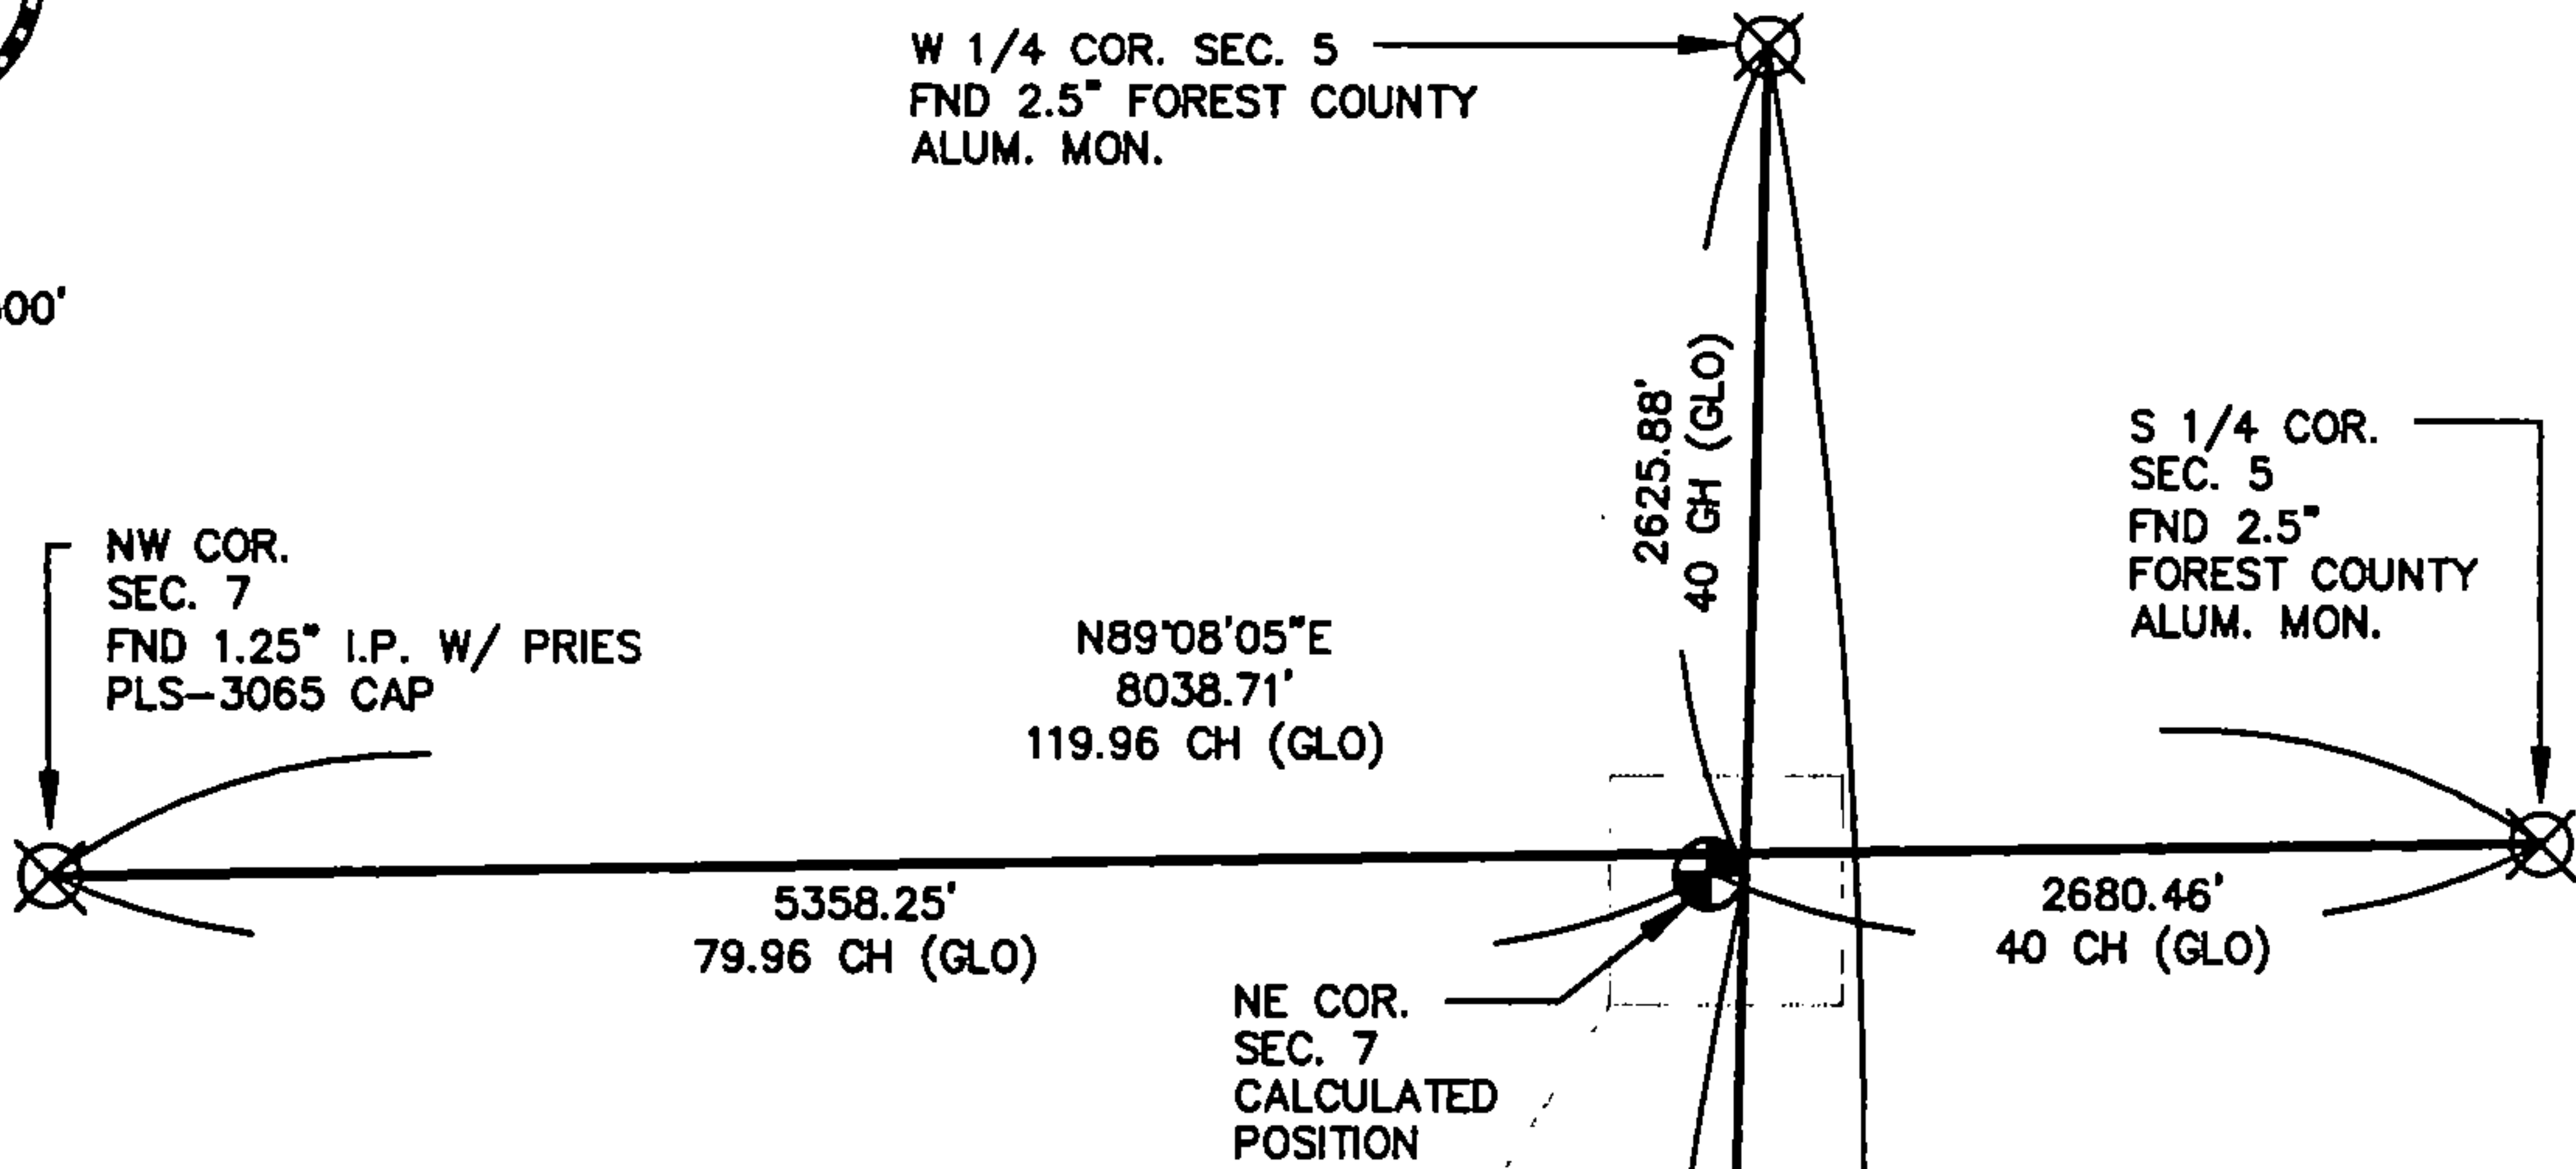 W 1/4 COR. SEC. 5
FND 2.5" FOREST COUNTY
ALUM. MON.
00'
2625.88'
40 CH (GLO)
S 1/4 COR.
SEC. 5
FND 2.5"
FOREST COUNTY
ALUM. MON.
NW COR.
SEC. 7
FND 1.25" I.P. W/ PRIES
PLS-3065 CAP
N89°08'05"E
8038.71'
119.96 CH (GLO)
5358.25'
79.96 CH (GLO)
2680.46'
40 CH (GLO)
NE COR.
SEC. 7
CALCULATED
POSITION